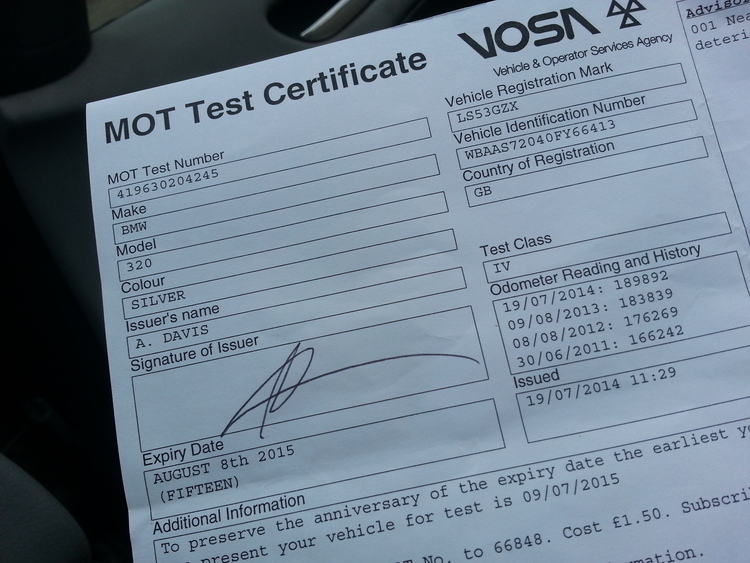 MOT Test Certificate
VOSA
Vehicle & Operator Services Agency
MOT Test Number
419630204245
Make
BMW
Model
320
Colour
SILVER
Issuer's name
A. DAVIS
Signature of Issuer
Expiry Date
AUGUST 8th 2015
(FIFTEEN)
Vehicle Registration Mark
LS53GZX
Vehicle Identification Number
WBAAS72040FY66413
Country of Registration
GB
Test Class
IV
Odometer Reading and History
19/07/2014: 189892
09/08/2013: 183839
08/08/2012: 176269
30/06/2011: 166242
Issued
19/07/2014 11:29
Additional Information
To preserve the anniversary of the expiry date the earliest
present your vehicle for test is 09/07/2015
No. to 66848. Cost £1.50.
001